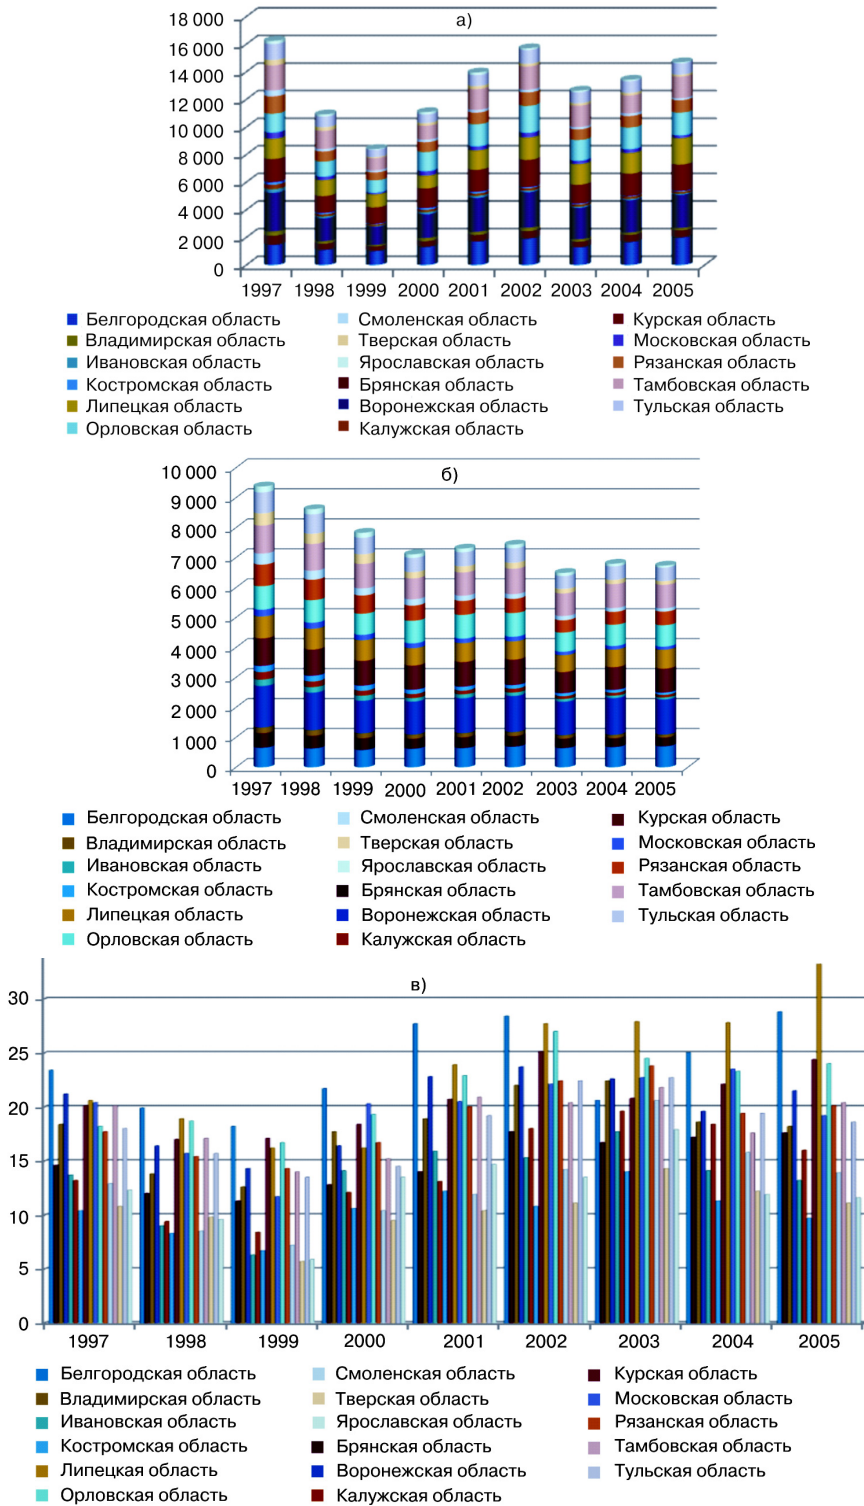 а)
18 000
16 000
14 000
12 000
10 000
8 000
6 000
4 000
2 000
0
1997 1998 1999 2000 2001 2002 2003 2004 2005
Белгородская область Смоленская область Курская область
Владимирская область Тверская область Московская область
Ивановская область Ярославская область Рязанская область
Костромская область Брянская область Тамбовская область
Липецкая область Воронежская область Тульская область
Орловская область Калужская область
б)
10 000
9 000
8 000
7 000
6 000
5 000
4 000
3 000
2 000
1 000
0
1997 1998 1999 2000 2001 2002 2003 2004 2005
Белгородская область Смоленская область Курская область
Владимирская область Тверская область Московская область
Ивановская область Ярославская область Рязанская область
Костромская область Брянская область Тамбовская область
Липецкая область Воронежская область Тульская область
Орловская область Калужская область
в)
30
25
20
15
10
5
0
1997 1998 1999 2000 2001 2002 2003 2004 2005
Белгородская область Смоленская область Курская область
Владимирская область Тверская область Московская область
Ивановская область Ярославская область Рязанская область
Костромская область Брянская область Тамбовская область
Липецкая область Воронежская область Тульская область
Орловская область Калужская область